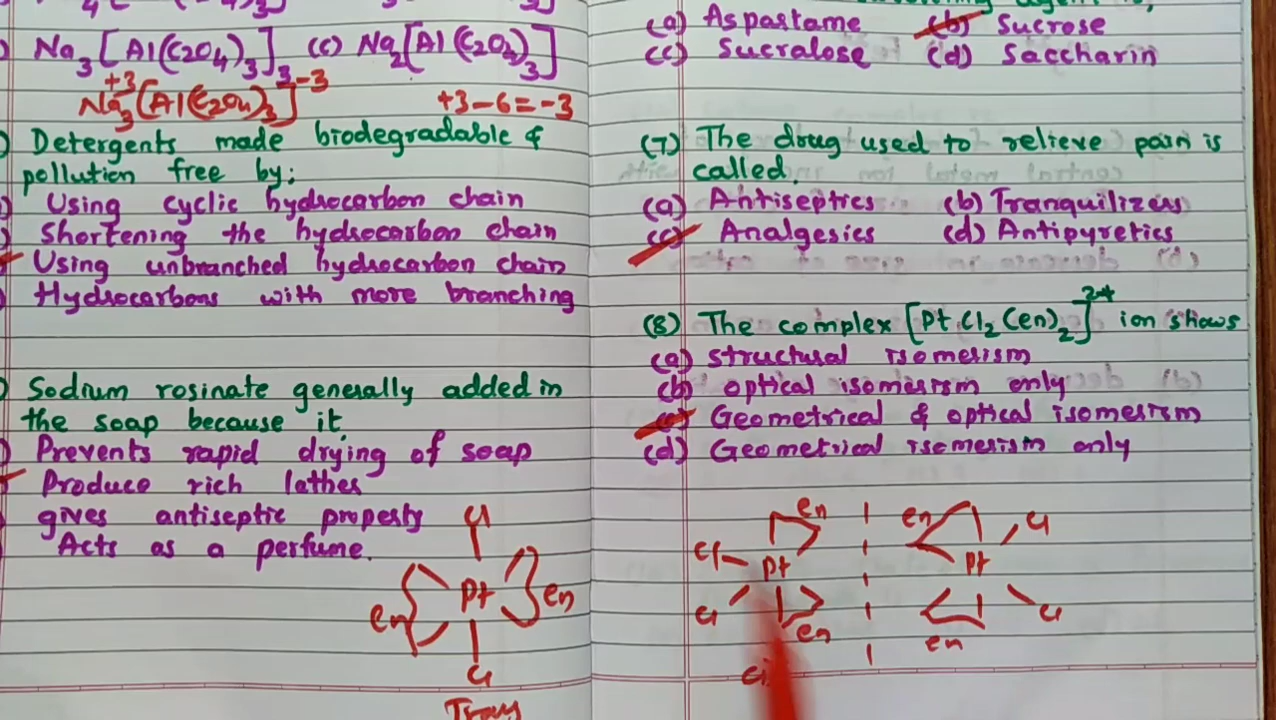 Na3[Al(C2O4)3]3 (c) Na2[Al(C2O2)3]
+3 -3
Na3[Al(C2O4)3] +3-6=-3
Detergents made biodegradable &
pollution free by:
Using cyclic hydrocarbon chain
Shortening the hydrocarbon chain
Using unbranched hydrocarbon chain
Hydrocarbons with more branching
Sodium rosinate generally added in
the soap because it.
Prevents rapid drying of soap
Produce rich lather
gives antiseptic property
Acts as a perfume.
Cl
Pt
en en
Cl
Trans
(a) Aspartame (b) Sucrose
(c) Sucralose (d) Saccharin
(7) The drug used to relieve pain is
called.
(a) Antiseptics (b) Tranquilizers
(c) Analgesics (d) Antipyretics
(8) The complex [Pt Cl2 (en)2]2+ ion shows
(a) structural isomerism
(b) optical isomerism only
(c) Geometrical & optical isomerism
(d) Geometrical isomerism only
en en
Cl Pt Pt Cl
Cl en en Cl
Ci